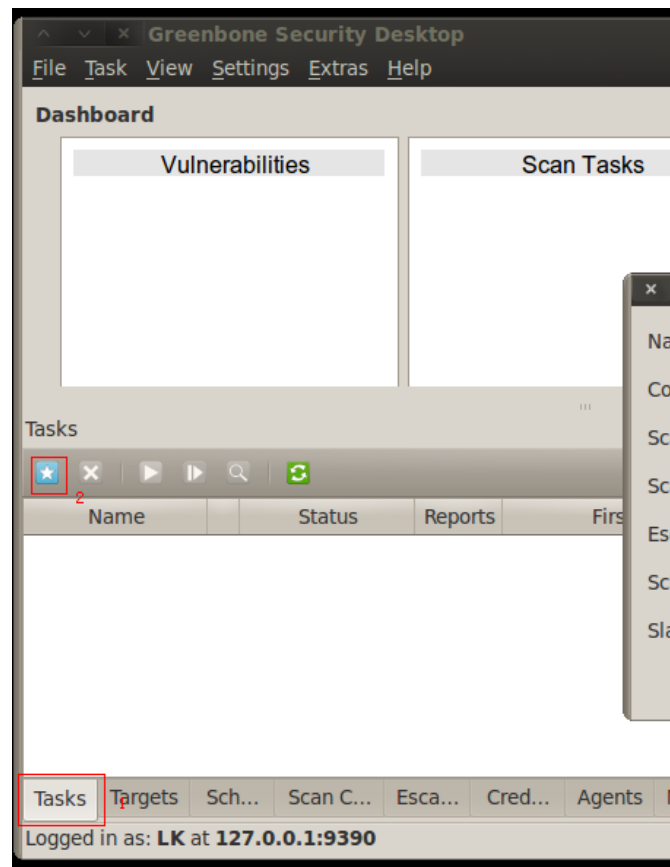 Greenbone Security Desktop
File Task View Settings Extras Help
Dashboard
Vulnerabilities
Scan Tasks
Na
Co
Sc
Sc
Es
Sc
Sla
Tasks
2
Name Status Reports Firs
Tasks 1 Targets Sch... Scan C... Esca... Cred... Agents
Logged in as: LK at 127.0.0.1:9390